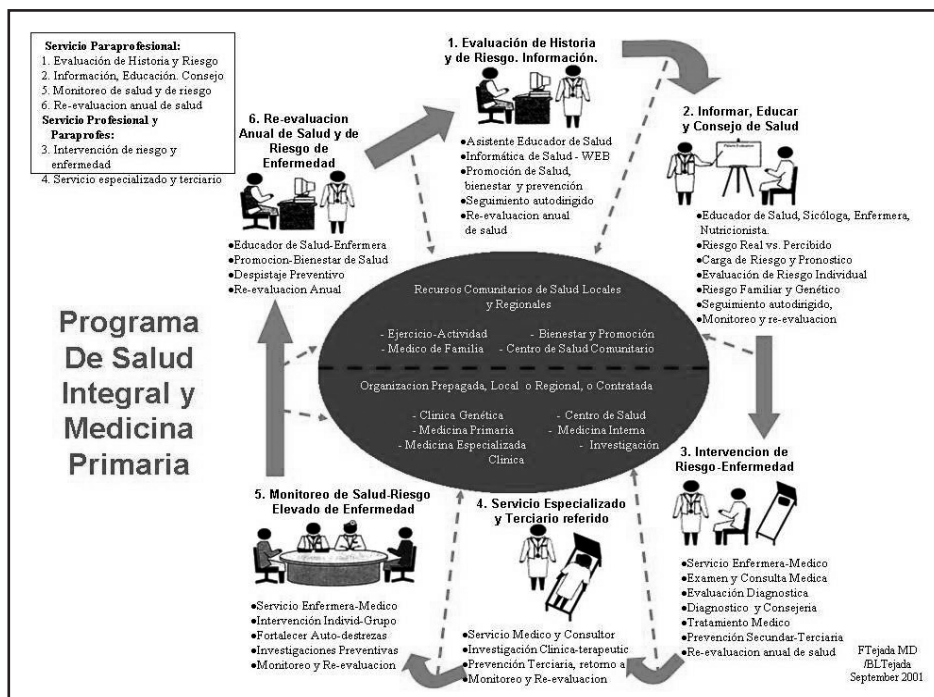 Servicio Paraprofesional:
1. Evaluación de Historia y Riesgo
2. Información, Educación. Consejo
5. Monitoreo de salud y de riesgo
6. Re-evaluacion anual de salud
Servicio Profesional y
Paraprofes:
3. Intervención de riesgo y
enfermedad
4. Servicio especializado y terciario
1. Evaluación de Historia
y de Riesgo. Información.
●Asistente Educador de Salud
●Informática de Salud - WEB
●Promoción de Salud,
bienestar y prevención
●Seguimiento autodirigido
●Re-evaluacion anual
de salud
2. Informar, Educar
y Consejo de Salud
●Educador de Salud, Sicóloga, Enfermera,
Nutricionista.
●Riesgo Real vs. Percibido
●Carga de Riesgo y Pronostico
●Evaluación de Riesgo Individual
●Riesgo Familiar y Genético
●Seguimiento autodirigido,
●Monitoreo y re-evaluacion
6. Re-evaluacion
Anual de Salud y de
Riesgo de
Enfermedad
●Educador de Salud-Enfermera
●Promocion-Bienestar de Salud
●Despistaje Preventivo
●Re-evaluacion Anual
Programa
De Salud
Integral y
Medicina
Primaria
Recursos Comunitarios de Salud Locales
y Regionales
- Ejercicio-Actividad
- Bienestar y Promoción
- Medico de Familia
- Centro de Salud Comunitario
Organizacion Prepagada, Local o Regional, o Contratada
- Clinica Genética
- Centro de Salud
- Medicina Primaria
- Medicina Interna
- Medicina Especializada
- Investigación
Clinica
3. Intervencion de
Riesgo-Enfermedad
●Servicio Enfermera-Medico
●Examen y Consulta Medica
●Evaluación Diagnostica
●Diagnostico y Consejeria
●Tratamiento Medico
●Prevención Secundar-Terciaria
●Re-evaluacion anual de salud
4. Servicio Especializado
y Terciario referido
●Servicio Medico y Consultor
●Investigación Clinica-terapeutic
●Prevención Terciaria, retorno a
●Monitoreo y Re-evaluacion
5. Monitoreo de Salud-Riesgo
Elevado de Enfermedad
●Servicio Enfermera-Medico
●Intervención Individ-Grupo
●Fortalecer Auto-destrezas
●Investigaciones Preventivas
●Monitoreo y Re-evaluacion
FTejada MD
/BLTejada
September 2001